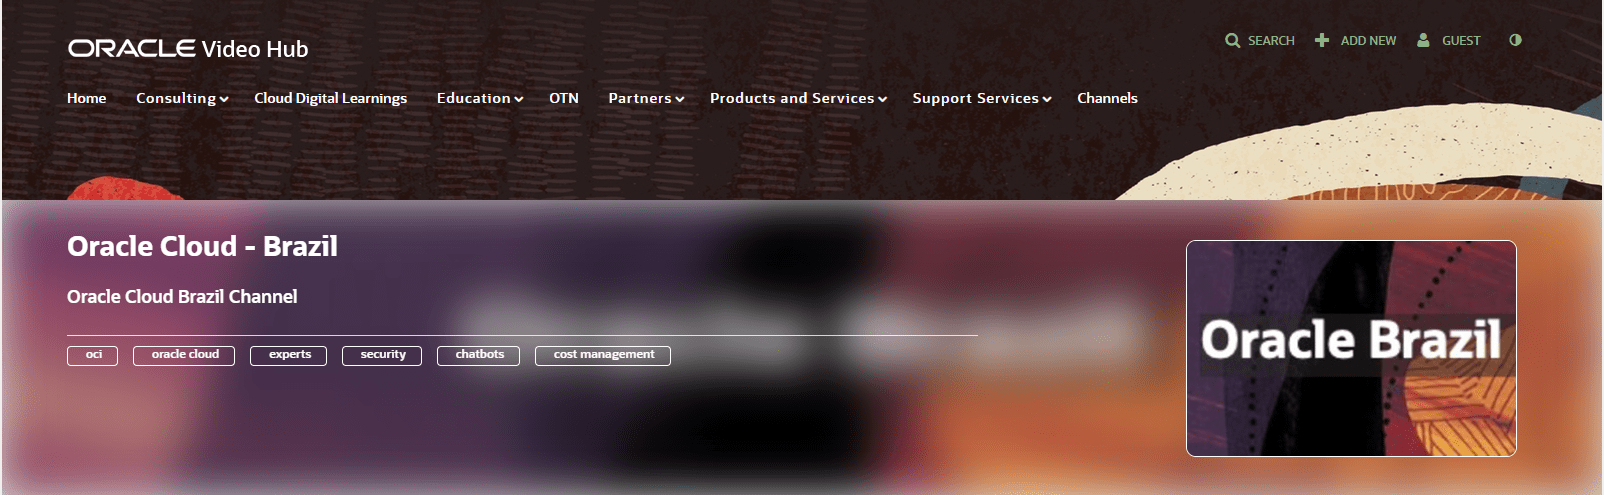 ORACLE Video Hub
SEARCH ADD NEW GUEST
Home Consulting Cloud Digital Learnings Education OTN Partners Products and Services Support Services Channels
Oracle Cloud - Brazil
Oracle Cloud Brazil Channel
oci oracle cloud experts security chatbots cost management
Oracle Brazil